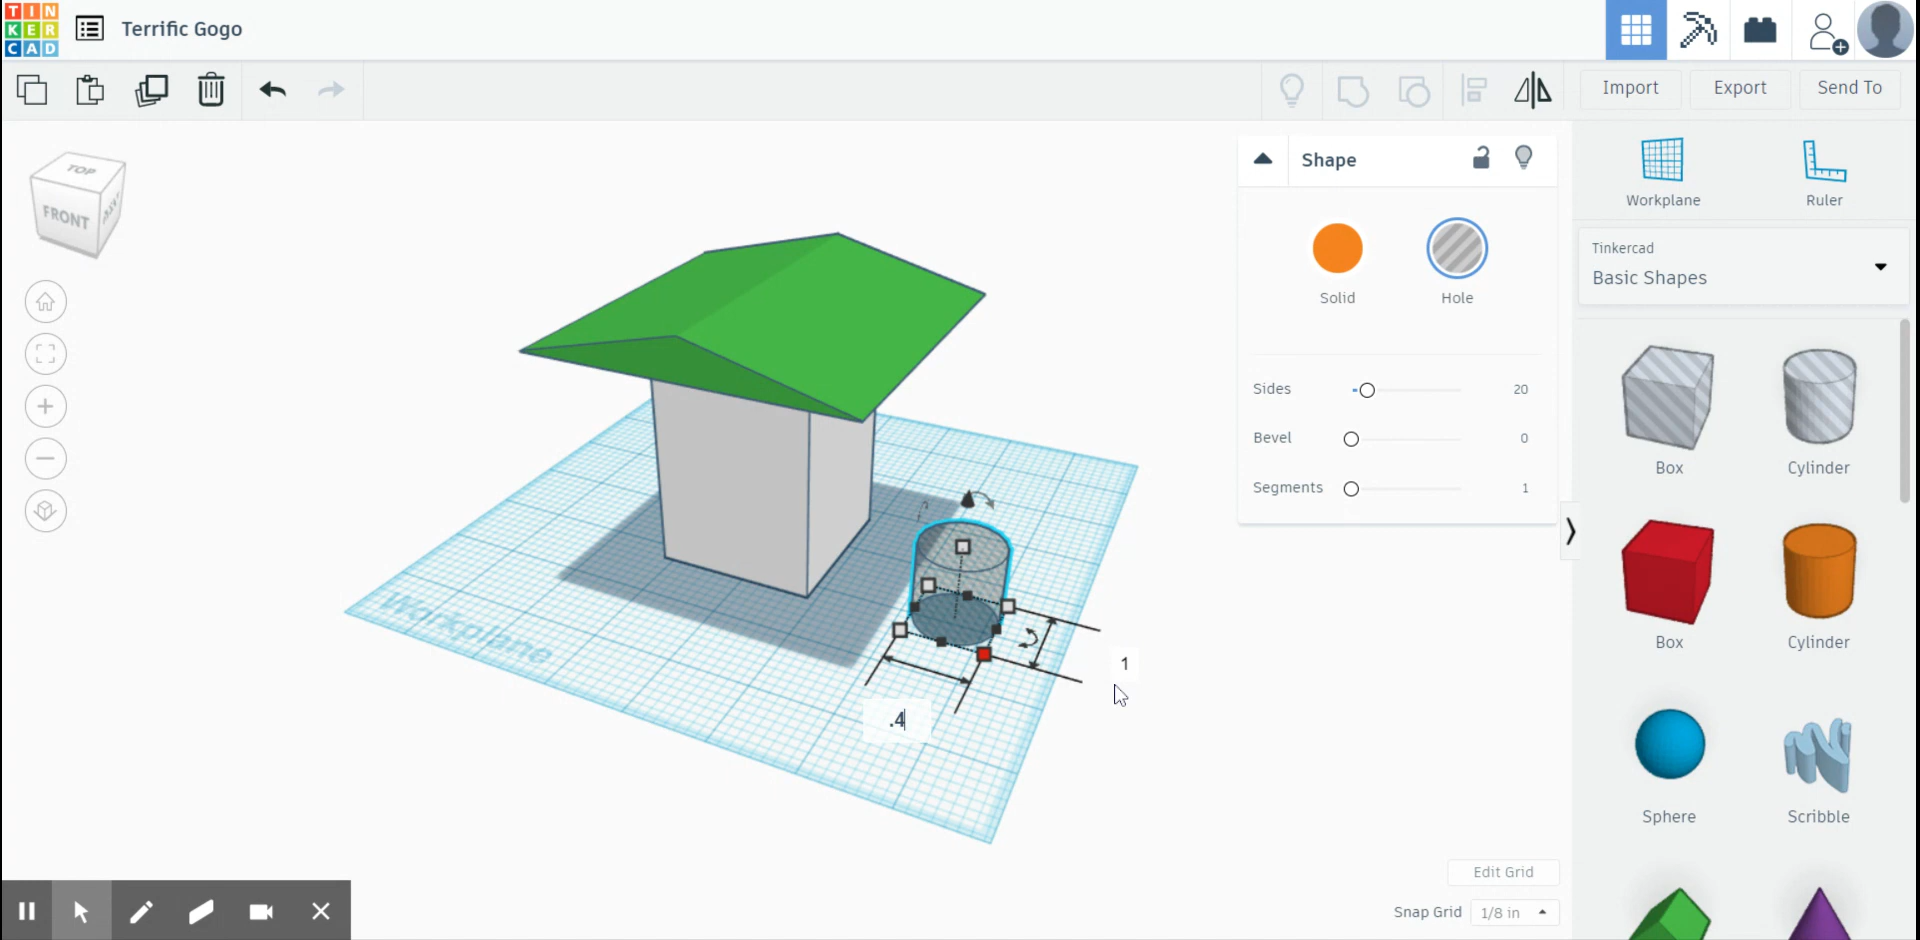 TIN
KER
CAD
Terrific Gogo
Import
Export
Send To
TOP
FRONT
Shape
Solid
Hole
Sides 20
Bevel 0
Segments 1
Workplane
Ruler
Tinkercad
Basic Shapes
Box
Cylinder
Box
Cylinder
Sphere
Scribble
Workplane
1
.4
Edit Grid
Snap Grid 1/8 in